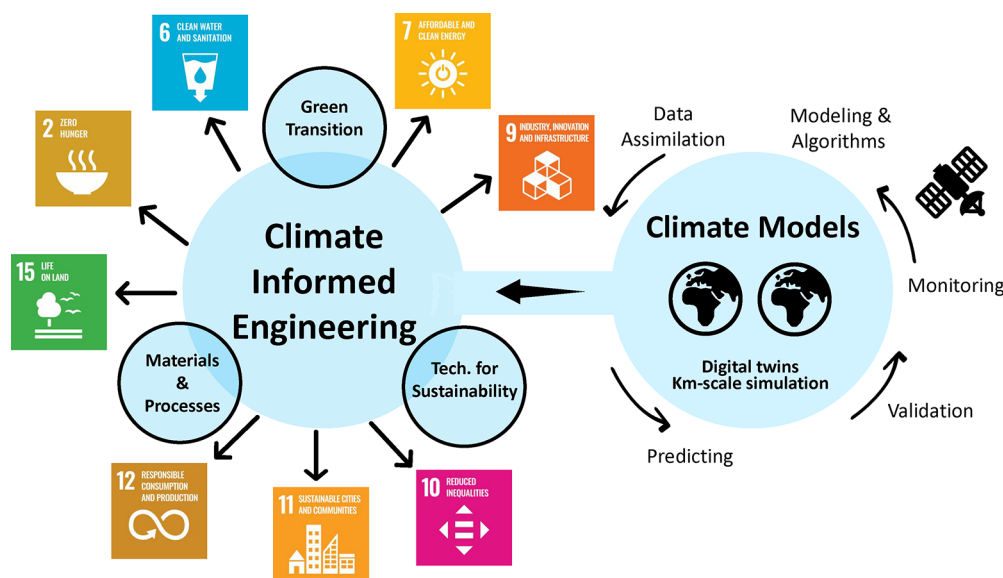 6 CLEAN WATER
AND SANITATION
7 AFFORDABLE AND
CLEAN ENERGY
Green
Transition
2 ZERO
HUNGER
9 INDUSTRY, INNOVATION
AND INFRASTRUCTURE
15 LIFE
ON LAND
Climate
Informed
Engineering
Materials
&
Processes
Tech. for
Sustainability
12 RESPONSIBLE
CONSUMPTION
AND PRODUCTION
11 SUSTAINABLE CITIES
AND COMMUNITIES
10 REDUCED
INEQUALITIES
Data
Assimilation
Modeling &
Algorithms
Climate Models
Monitoring
Digital twins
Km-scale simulation
Validation
Predicting